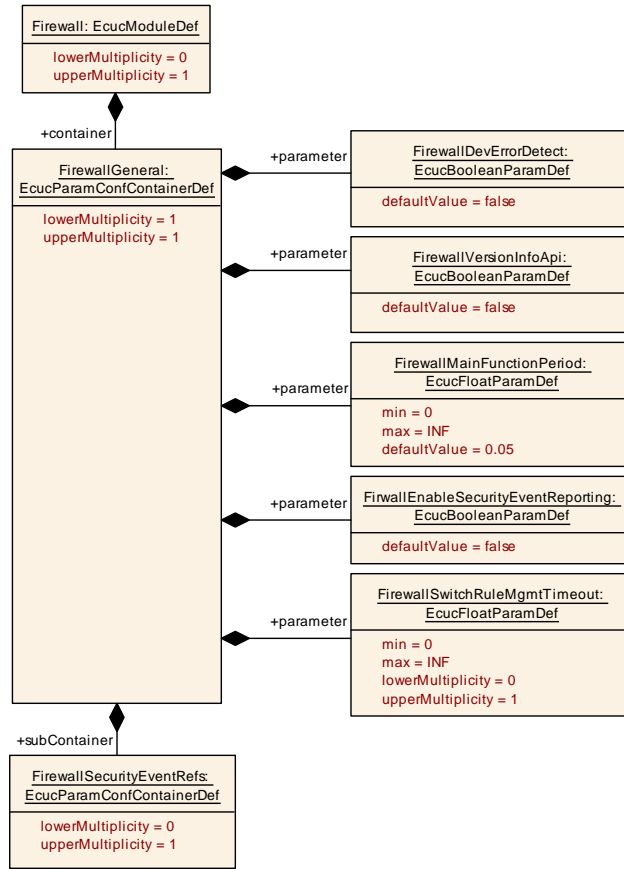 Firewall: EcucModuleDef
lowerMultiplicity = 0
upperMultiplicity = 1
+container
FirewallGeneral:
EcucParamConfContainerDef
lowerMultiplicity = 1
upperMultiplicity = 1
+parameter
FirewallDevErrorDetect:
EcucBooleanParamDef
defaultValue = false
+parameter
FirewallVersionInfoApi:
EcucBooleanParamDef
defaultValue = false
+parameter
FirewallMainFunctionPeriod:
EcucFloatParamDef
min = 0
max = INF
defaultValue = 0.05
+parameter
FirwallEnableSecurityEventReporting:
EcucBooleanParamDef
defaultValue = false
+parameter
FirewallSwitchRuleMgmtTimeout:
EcucFloatParamDef
min = 0
max = INF
lowerMultiplicity = 0
upperMultiplicity = 1
+subContainer
FirewallSecurityEventRefs:
EcucParamConfContainerDef
lowerMultiplicity = 0
upperMultiplicity = 1